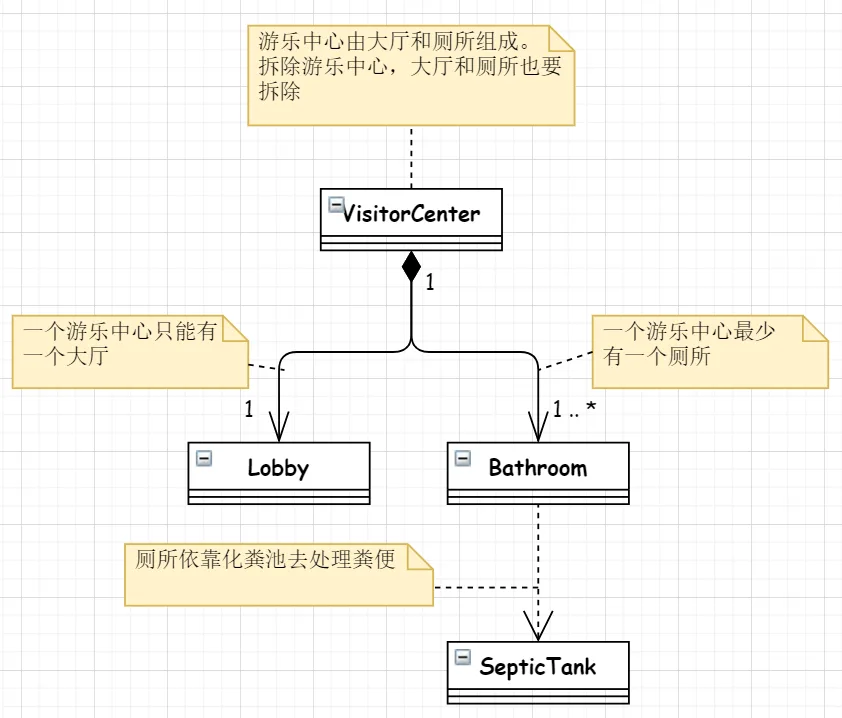 游乐中心由大厅和厕所组成。
拆除游乐中心，大厅和厕所也要
拆除
VisitorCenter
1
一个游乐中心只能有
一个大厅
一个游乐中心最少
有一个厕所
1
1 .. *
Lobby
Bathroom
厕所依靠化粪池去处理粪便
SepticTank